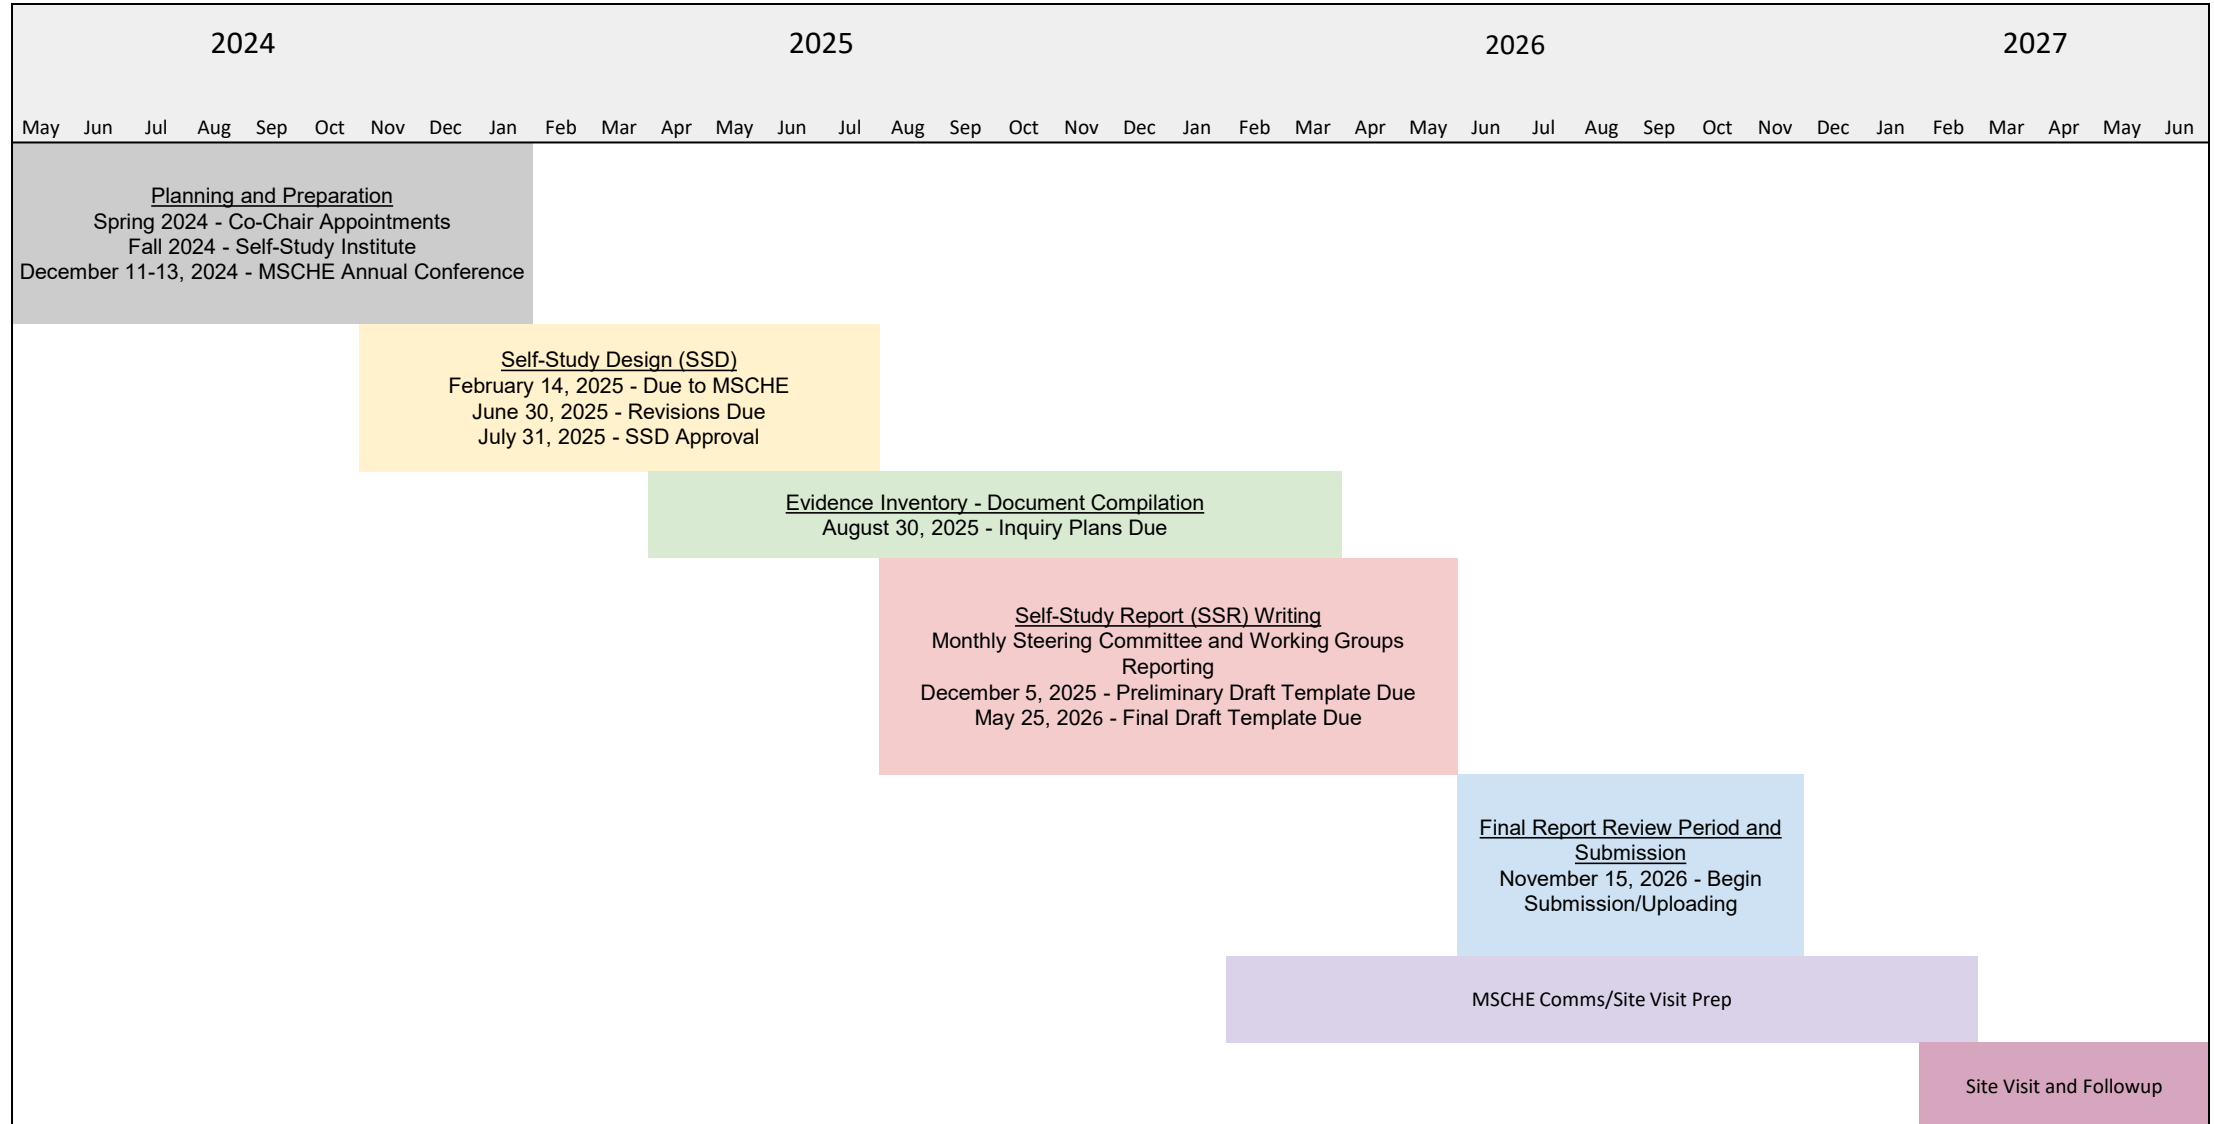 2024 2025 2026 2027
May Jun Jul Aug Sep Oct Nov Dec Jan Feb Mar Apr May Jun Jul Aug Sep Oct Nov Dec Jan Feb Mar Apr May Jun Jul Aug Sep Oct Nov Dec Jan Feb Mar Apr May Jun
Planning and Preparation
Spring 2024 - Co-Chair Appointments
Fall 2024 - Self-Study Institute
December 11-13, 2024 - MSCHE Annual Conference
Self-Study Design (SSD)
February 14, 2025 - Due to MSCHE
June 30, 2025 - Revisions Due
July 31, 2025 - SSD Approval
Evidence Inventory - Document Compilation
August 30, 2025 - Inquiry Plans Due
Self-Study Report (SSR) Writing
Monthly Steering Committee and Working Groups
Reporting
December 5, 2025 - Preliminary Draft Template Due
May 25, 2026 - Final Draft Template Due
Final Report Review Period and
Submission
November 15, 2026 - Begin
Submission/Uploading
MSCHE Comms/Site Visit Prep
Site Visit and Followup